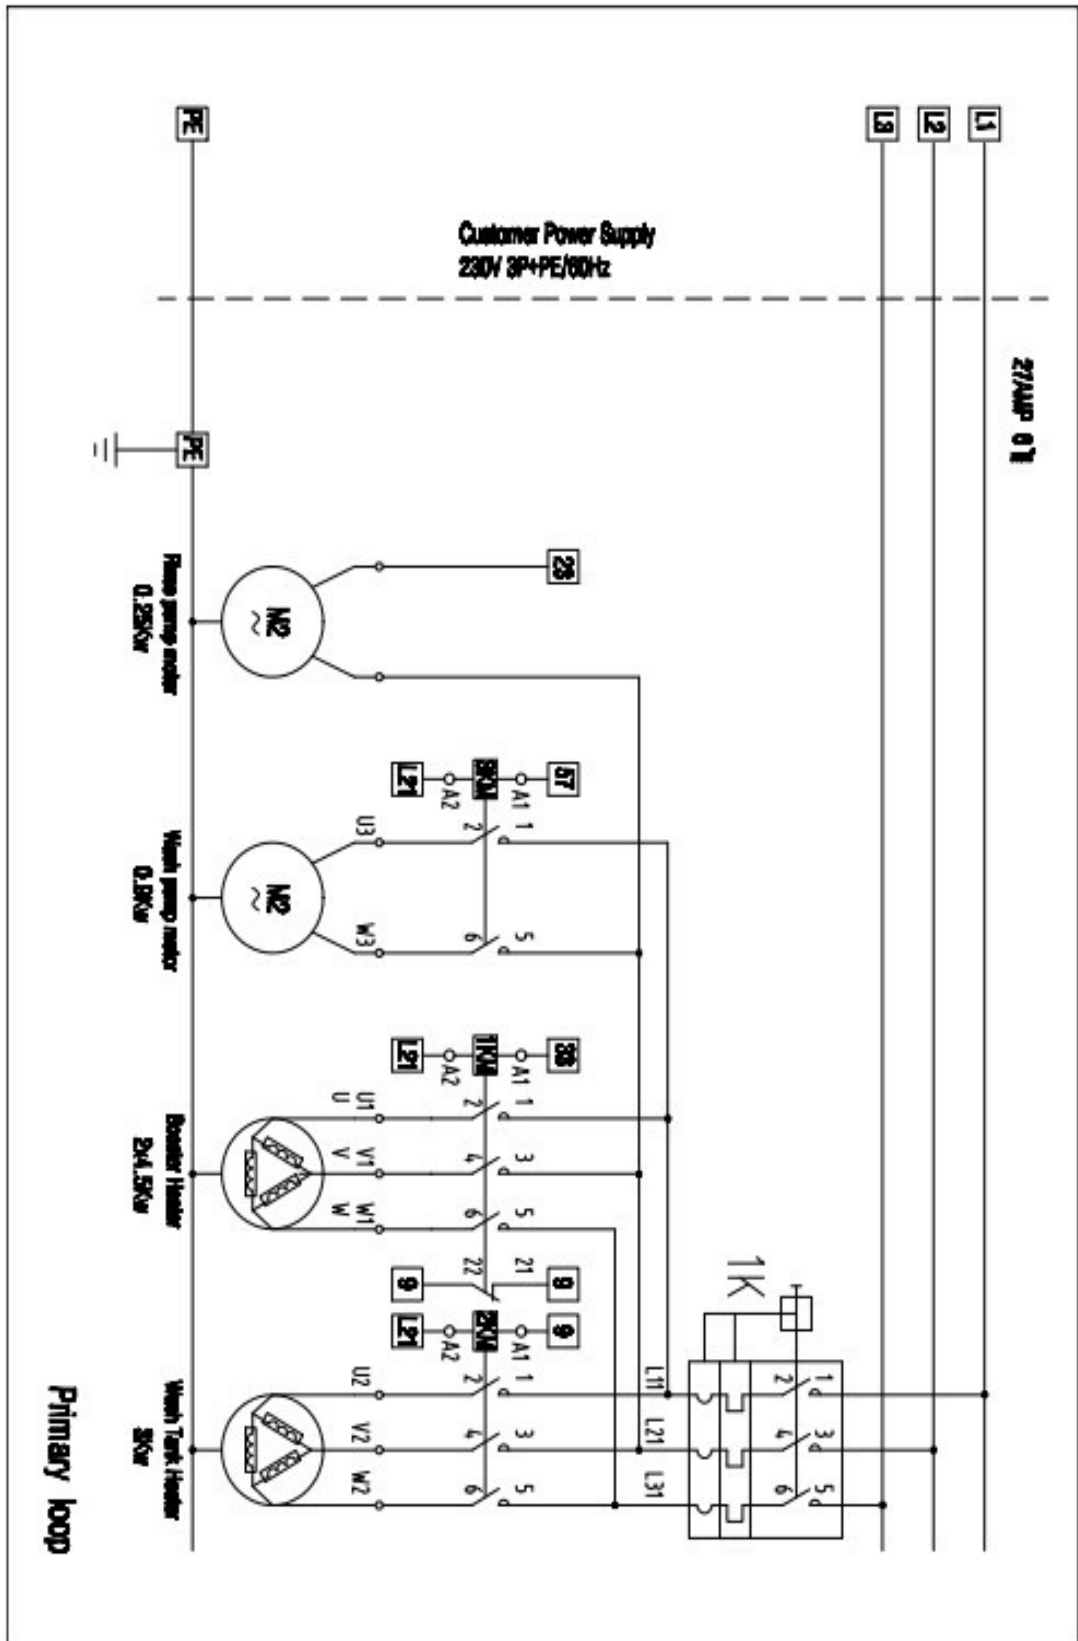 27AMP
L1
L2
L3
1 3 5
2 4 6
1K
L11 L21 L31
Customer Power Supply
230V 3P+PE/60Hz
23 57 9 9
A1 1 5 A1 1 3 5 21 A1 1 3 5
3KM 1KM 2KM
2 6 2 4 6 22 2 4 6
A2 A2 A2
L21 L21 9 L21
U3 W3 U1 V1 W1 U2 V2 W2
U V W
M2 M2
~ ~
PE PE
Rinse pump motor
0.25Kw
Wash pump motor
0.9Kw
Booster Heater
2x4.5Kw
Wash Tank Heater
3Kw
Primary loop